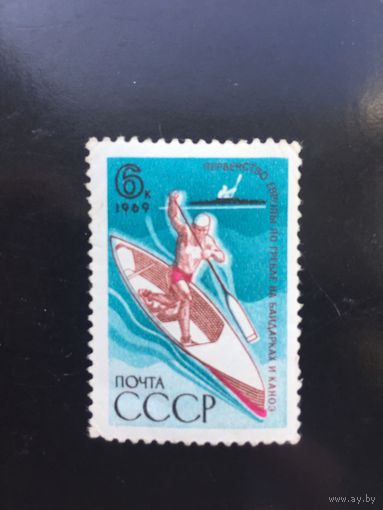 6к
1969
ПЕРВЕНСТВО ЕВРОПЫ ПО ГРЕБЛЕ НА БАЙДАРКАХ И КАНОЭ
ПОЧТА
СССР
www.ay.by